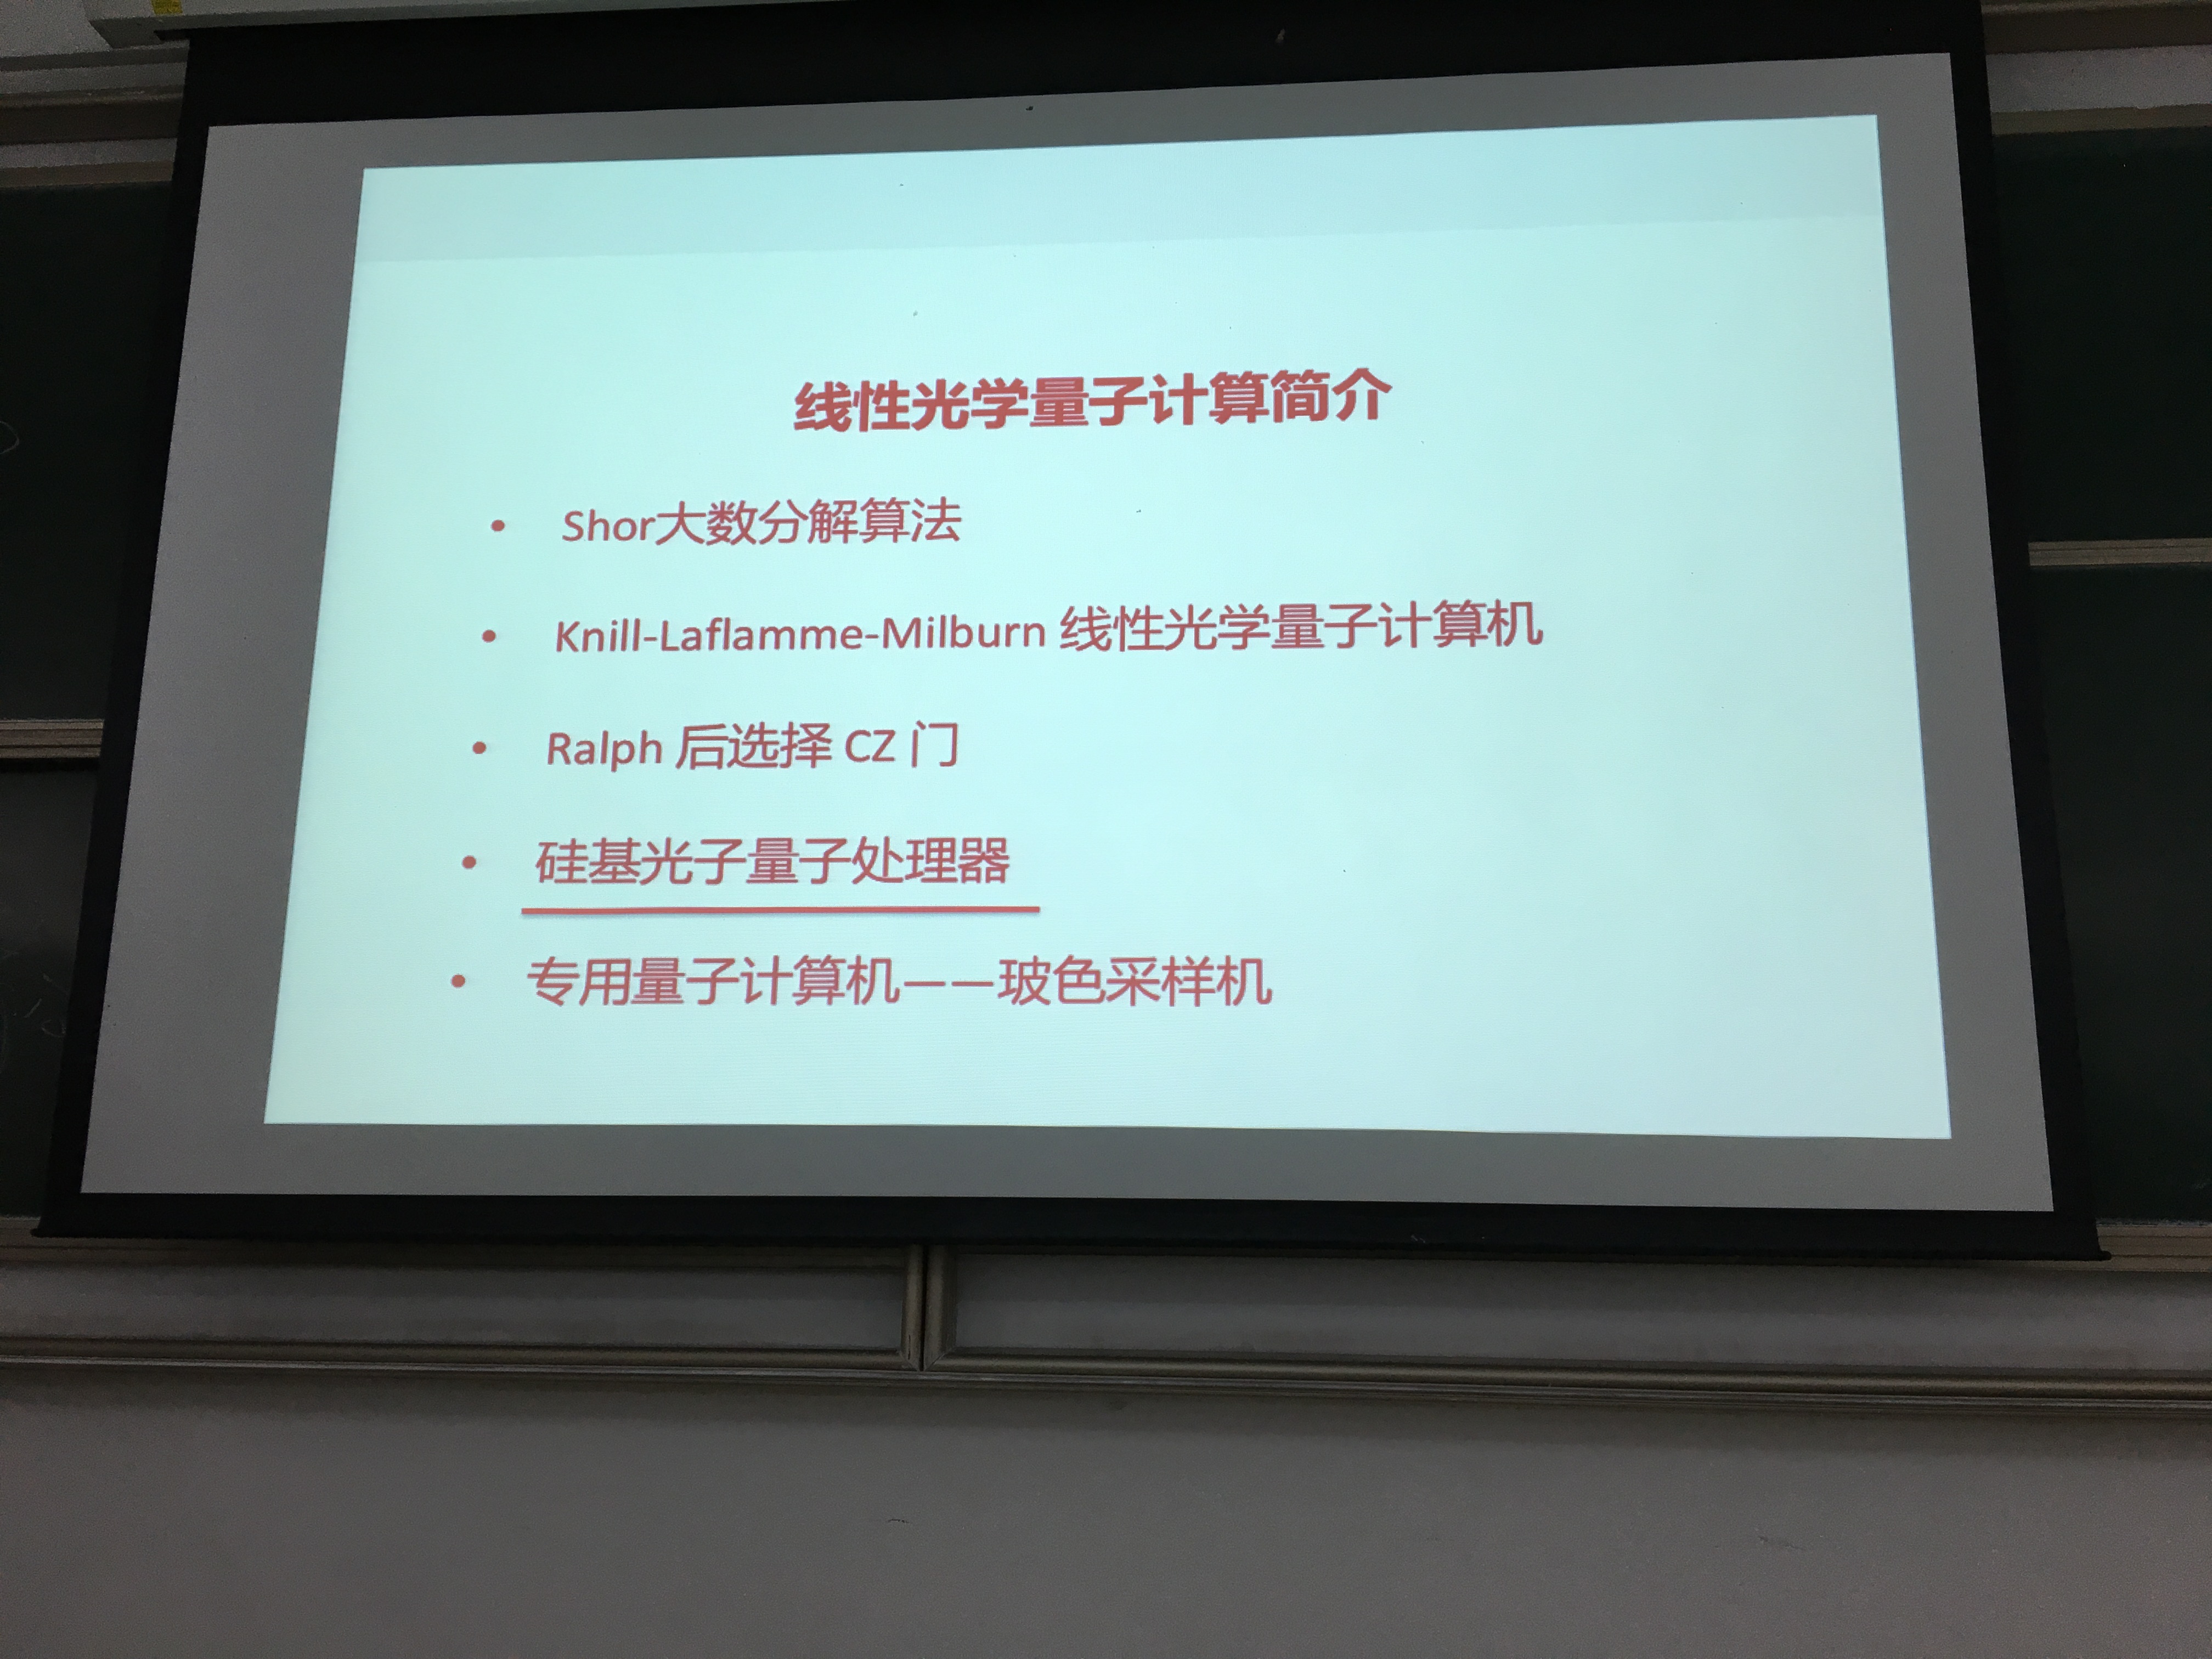 线性光学量子计算简介
• Shor大数分解算法
• Knill-Laflamme-Milburn 线性光学量子计算机
• Ralph 后选择 CZ 门
• 硅基光子量子处理器
• 专用量子计算机——玻色采样机